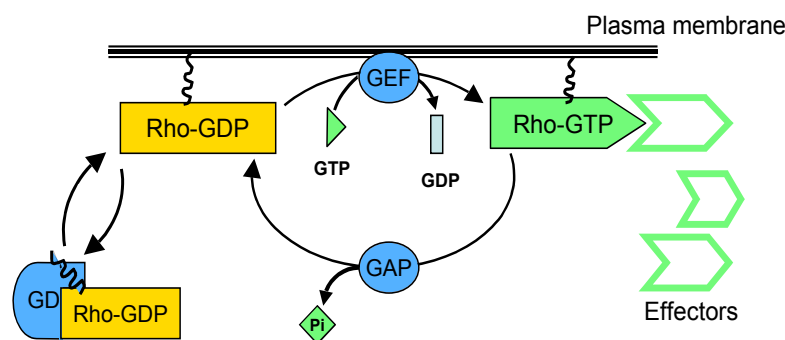 Plasma membrane
GEF
Rho-GDP
Rho-GTP
GTP
GDP
GAP
GD
Rho-GDP
Pi
Effectors